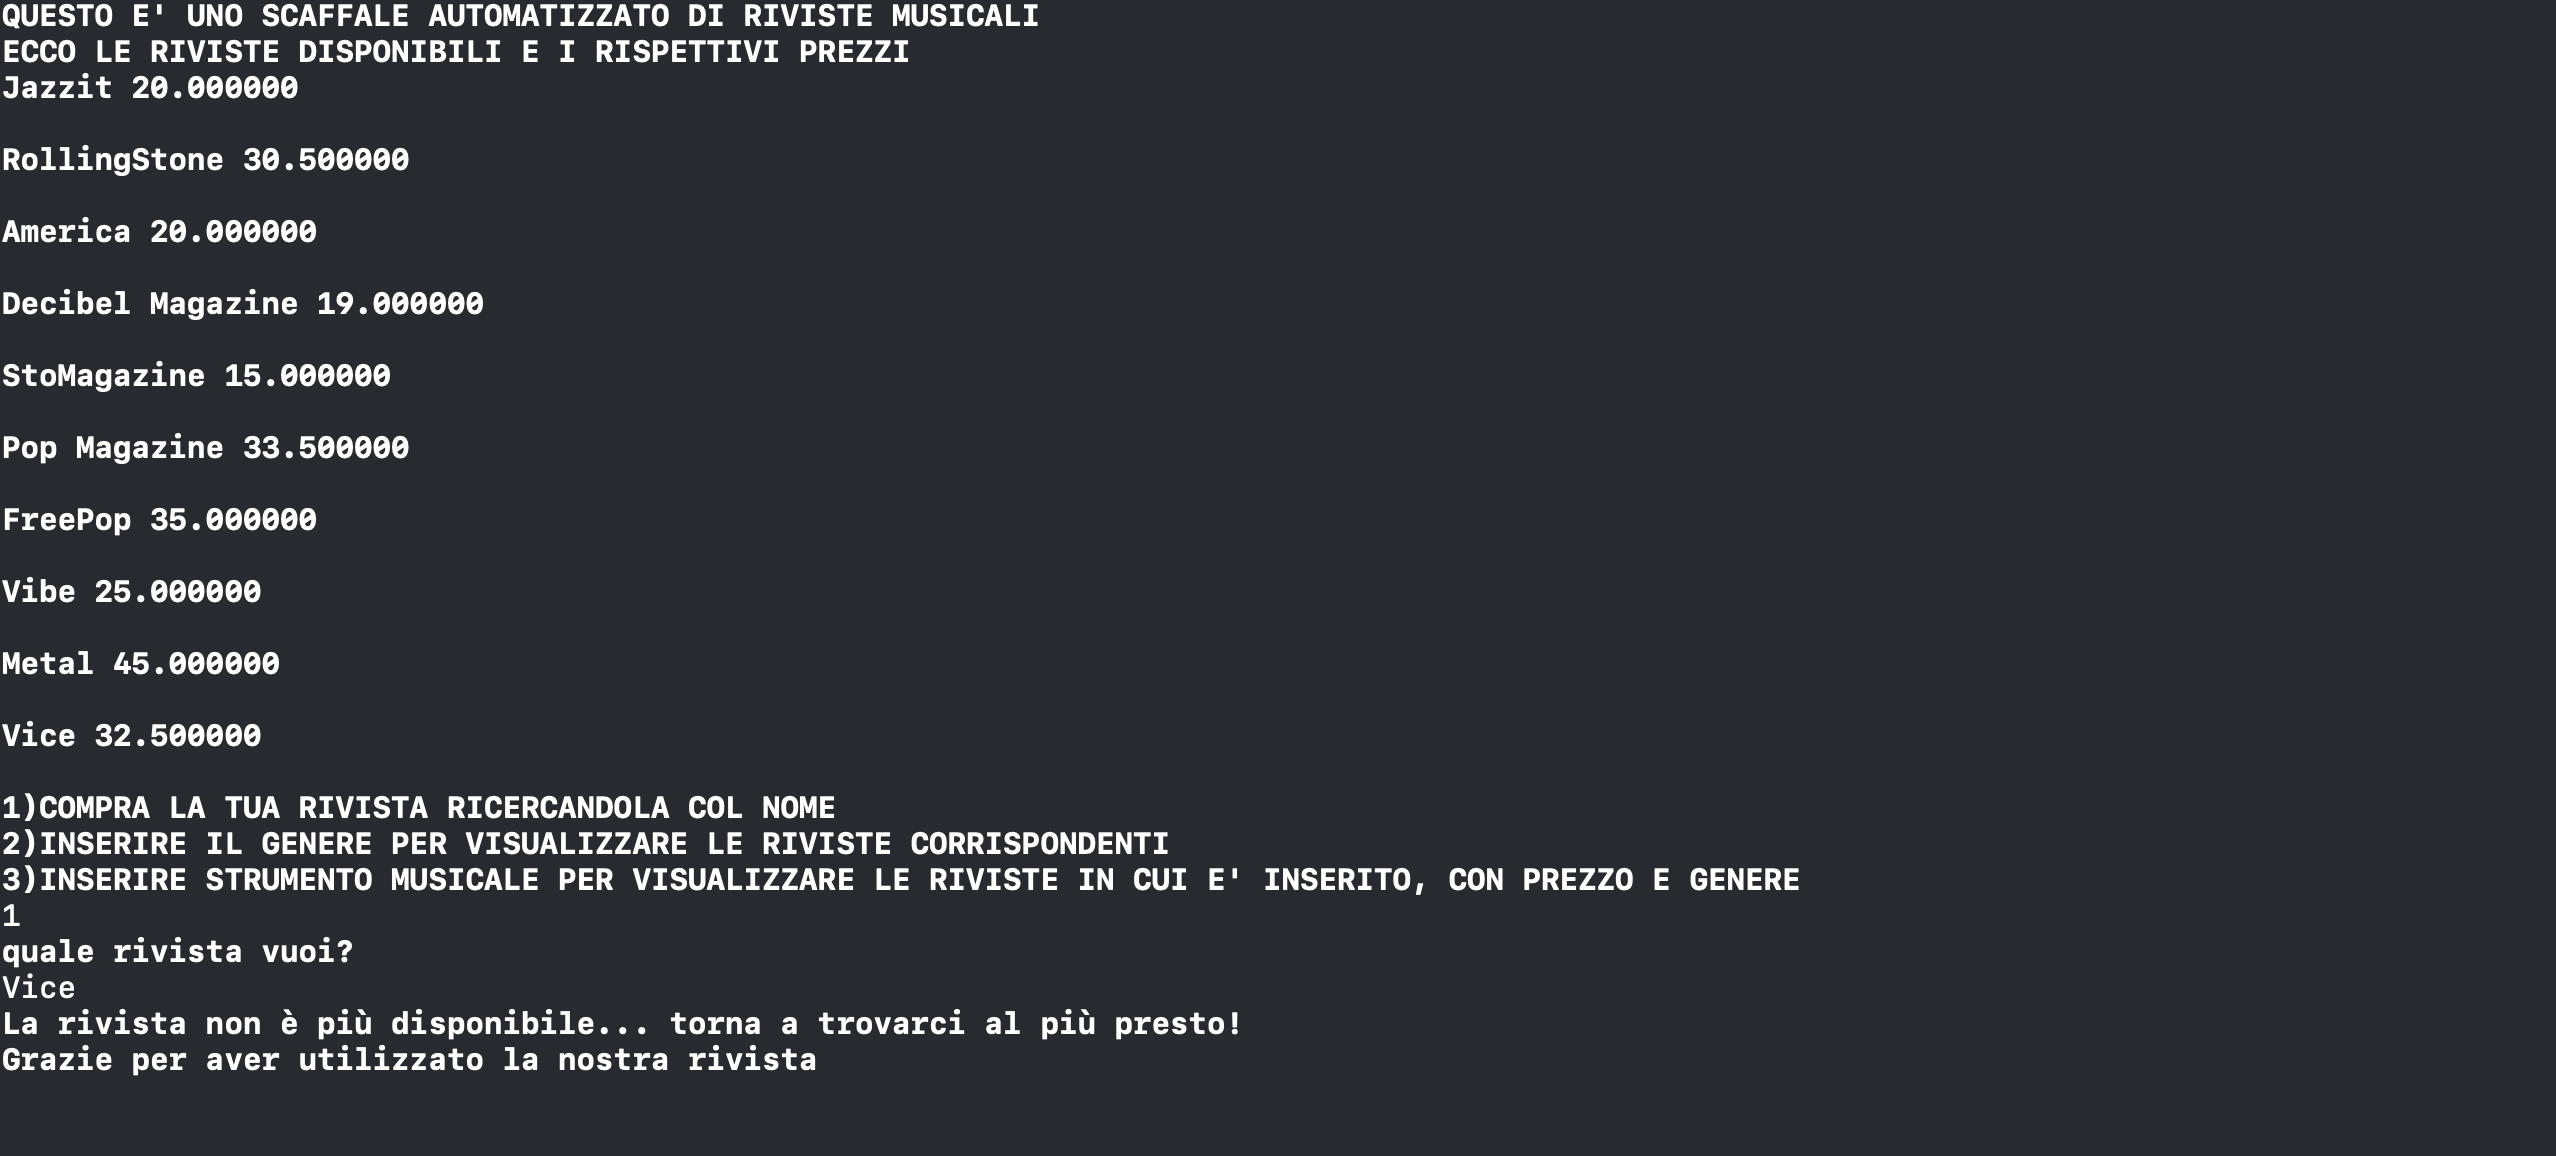 QUESTO E' UNO SCAFFALE AUTOMATIZZATO DI RIVISTE MUSICALI
ECCO LE RIVISTE DISPONIBILI E I RISPETTIVI PREZZI
Jazzit 20.000000
RollingStone 30.500000
America 20.000000
Decibel Magazine 19.000000
StoMagazine 15.000000
Pop Magazine 33.500000
FreePop 35.000000
Vibe 25.000000
Metal 45.000000
Vice 32.500000
1)COMPRA LA TUA RIVISTA RICERCANDOLA COL NOME
2)INSERIRE IL GENERE PER VISUALIZZARE LE RIVISTE CORRISPONDENTI
3)INSERIRE STRUMENTO MUSICALE PER VISUALIZZARE LE RIVISTE IN CUI E' INSERITO, CON PREZZO E GENERE
1
quale rivista vuoi?
Vice
La rivista non è più disponibile... torna a trovarci al più presto!
Grazie per aver utilizzato la nostra rivista